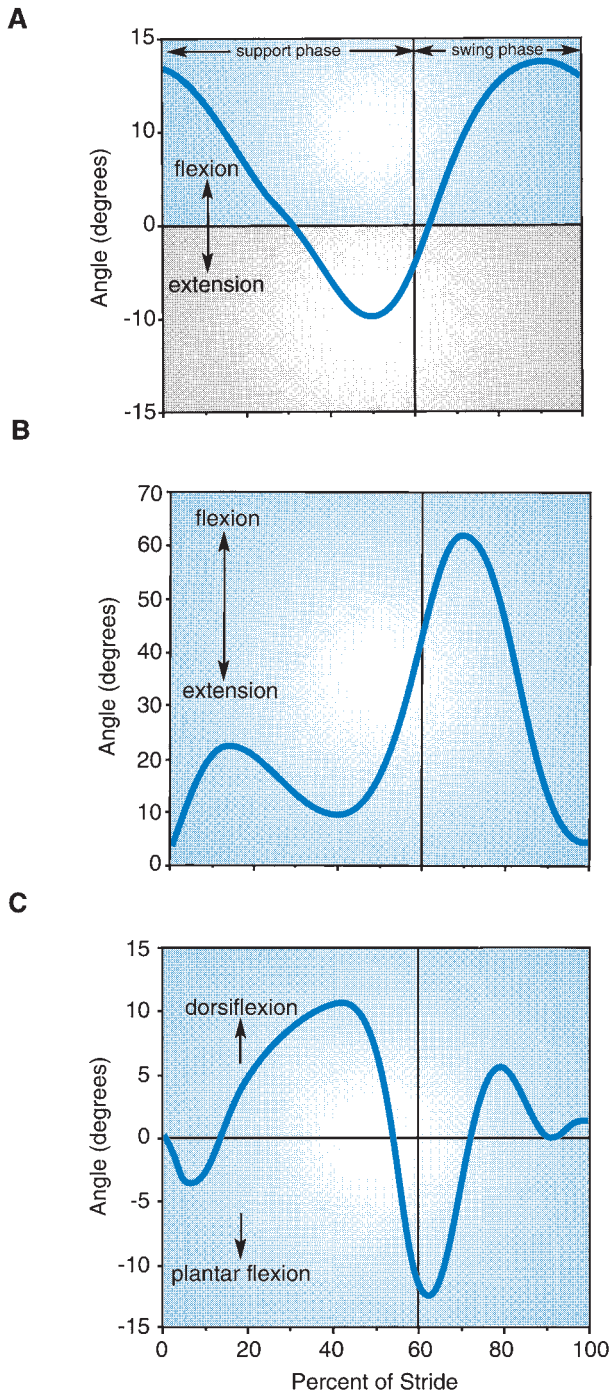 A
15
support phase
swing phase
10
flexion
0
extension
-10
-15
Angle (degrees)
B
70
flexion
60
50
40
extension
30
20
10
0
Angle (degrees)
C
15
10
dorsiflexion
5
0
-5
-10
plantar flexion
-15
Angle (degrees)
0 20 40 60 80 100
Percent of Stride